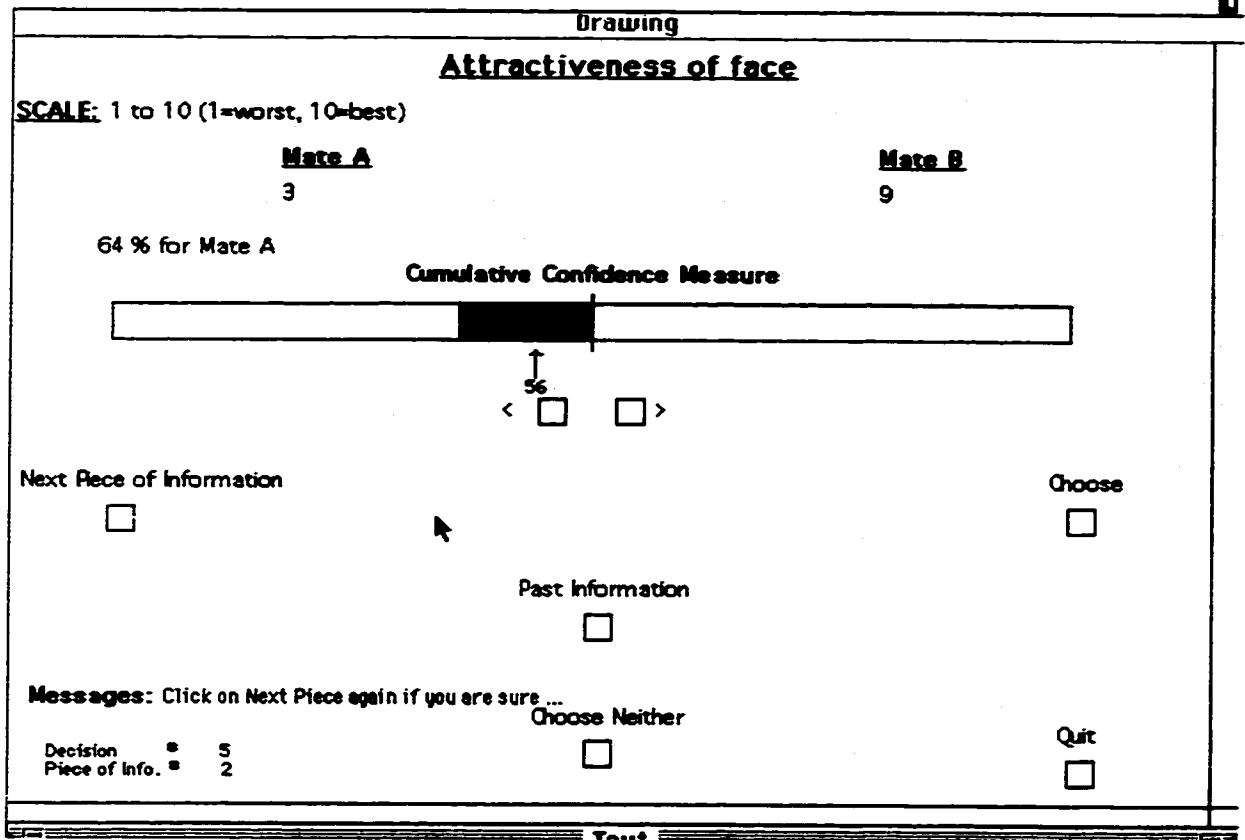 Drawing
Attractiveness of face
SCALE: 1 to 10 (1=worst, 10=best)
Mate A Mate B
3 9
64 % for Mate A
Cumulative Confidence Measure
56
< >
Next Piece of Information Choose
Past Information
Messages: Click on Next Piece again if you are sure ...
Choose Neither
Quit
Decision # 5
Piece of Info. # 2